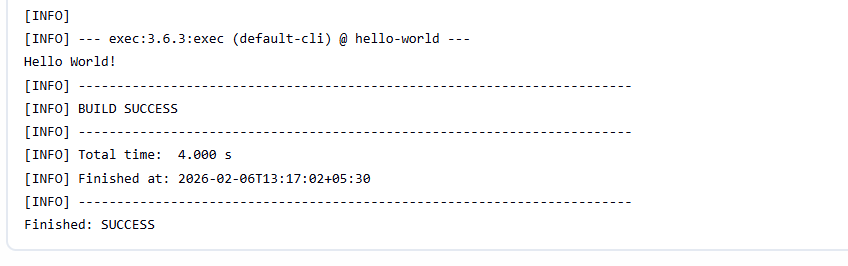 [INFO]
[INFO] --- exec:3.6.3:exec (default-cli) @ hello-world ---
Hello World!
[INFO] ------------------------------------------------------------------------
[INFO] BUILD SUCCESS
[INFO] ------------------------------------------------------------------------
[INFO] Total time:  4.000 s
[INFO] Finished at: 2026-02-06T13:17:02+05:30
[INFO] ------------------------------------------------------------------------
Finished: SUCCESS